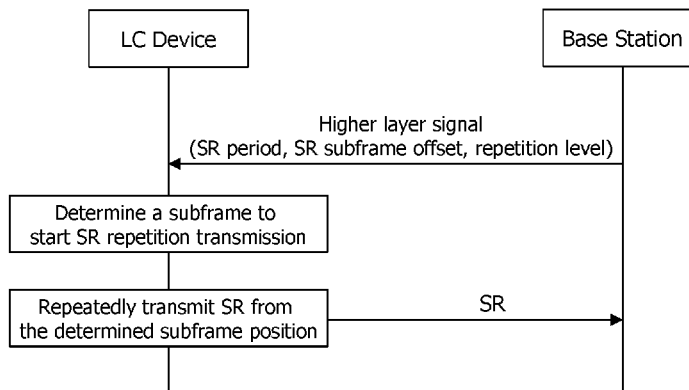 LC Device
Base Station
Higher layer signal
(SR period, SR subframe offset, repetition level)
Determine a subframe to
start SR repetition transmission
Repeatedly transmit SR from
the determined subframe position
SR